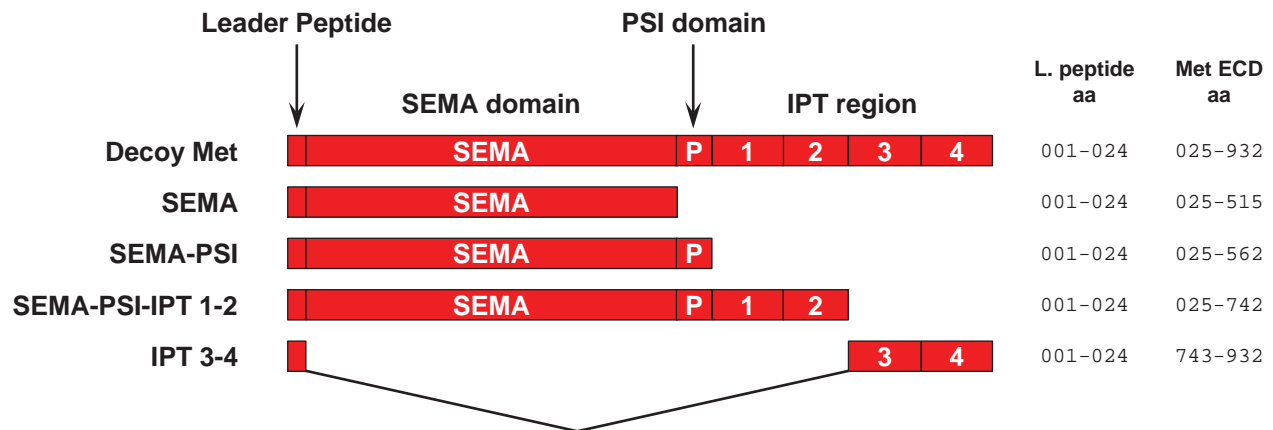 Leader Peptide PSI domain
L. peptide Met ECD
aa aa
SEMA domain IPT region
Decoy Met SEMA P 1 2 3 4 001-024 025-932
SEMA SEMA 001-024 025-515
SEMA-PSI SEMA P 001-024 025-562
SEMA-PSI-IPT 1-2 SEMA P 1 2 001-024 025-742
IPT 3-4 3 4 001-024 743-932